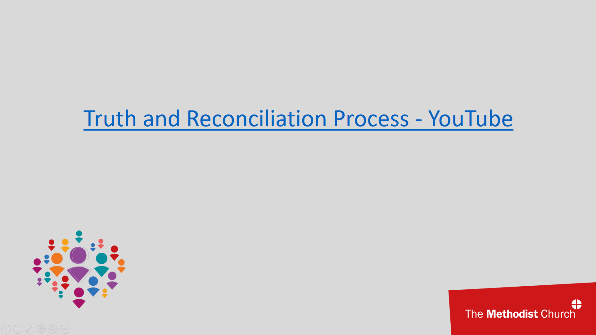 Truth and Reconciliation Process - YouTube
The Methodist Church